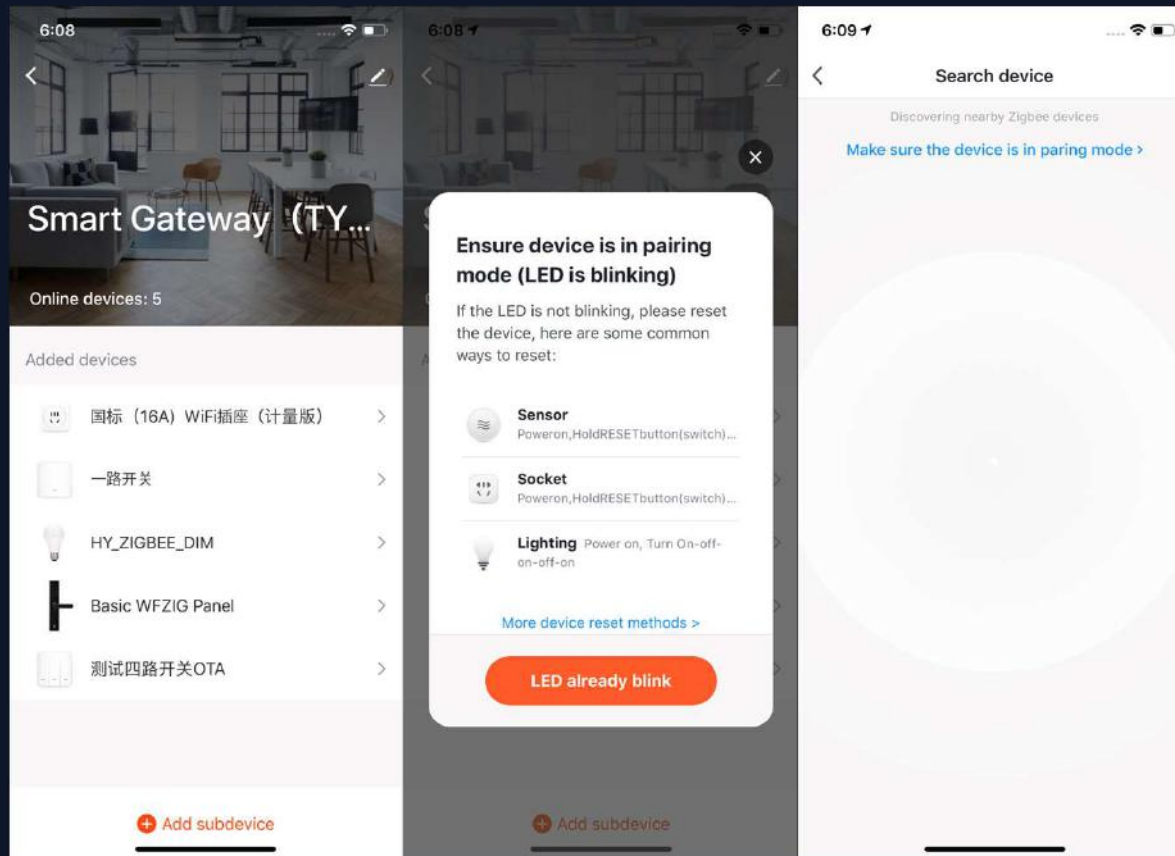 6:08
Smart Gateway（TY...
Online devices: 5
Added devices
国标（16A）WiFi插座（计量版）
一路开关
HY_ZIGBEE_DIM
Basic WFZIG Panel
测试四路开关OTA
Add subdevice
6:08
Ensure device is in pairing
mode (LED is blinking)
If the LED is not blinking, please reset
the device, here are some common
ways to reset:
Sensor
Poweron,HoldRESETbutton(switch)...
Socket
Poweron,HoldRESETbutton(switch)...
Lighting Power on, Turn On-off-
on-off-on
More device reset methods >
LED already blink
Add subdevice
6:09
Search device
Discovering nearby Zigbee devices
Make sure the device is in paring mode >